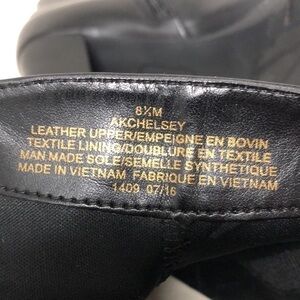 8½M
AKCHELSEY
LEATHER UPPER/EMPEIGNE EN BOVIN
TEXTILE LINING/DOUBLURE EN TEXTILE
MAN MADE SOLE/SEMELLE SYNTHETIQUE
MADE IN VIETNAM FABRIQUE EN VIETNAM
1409 07/16